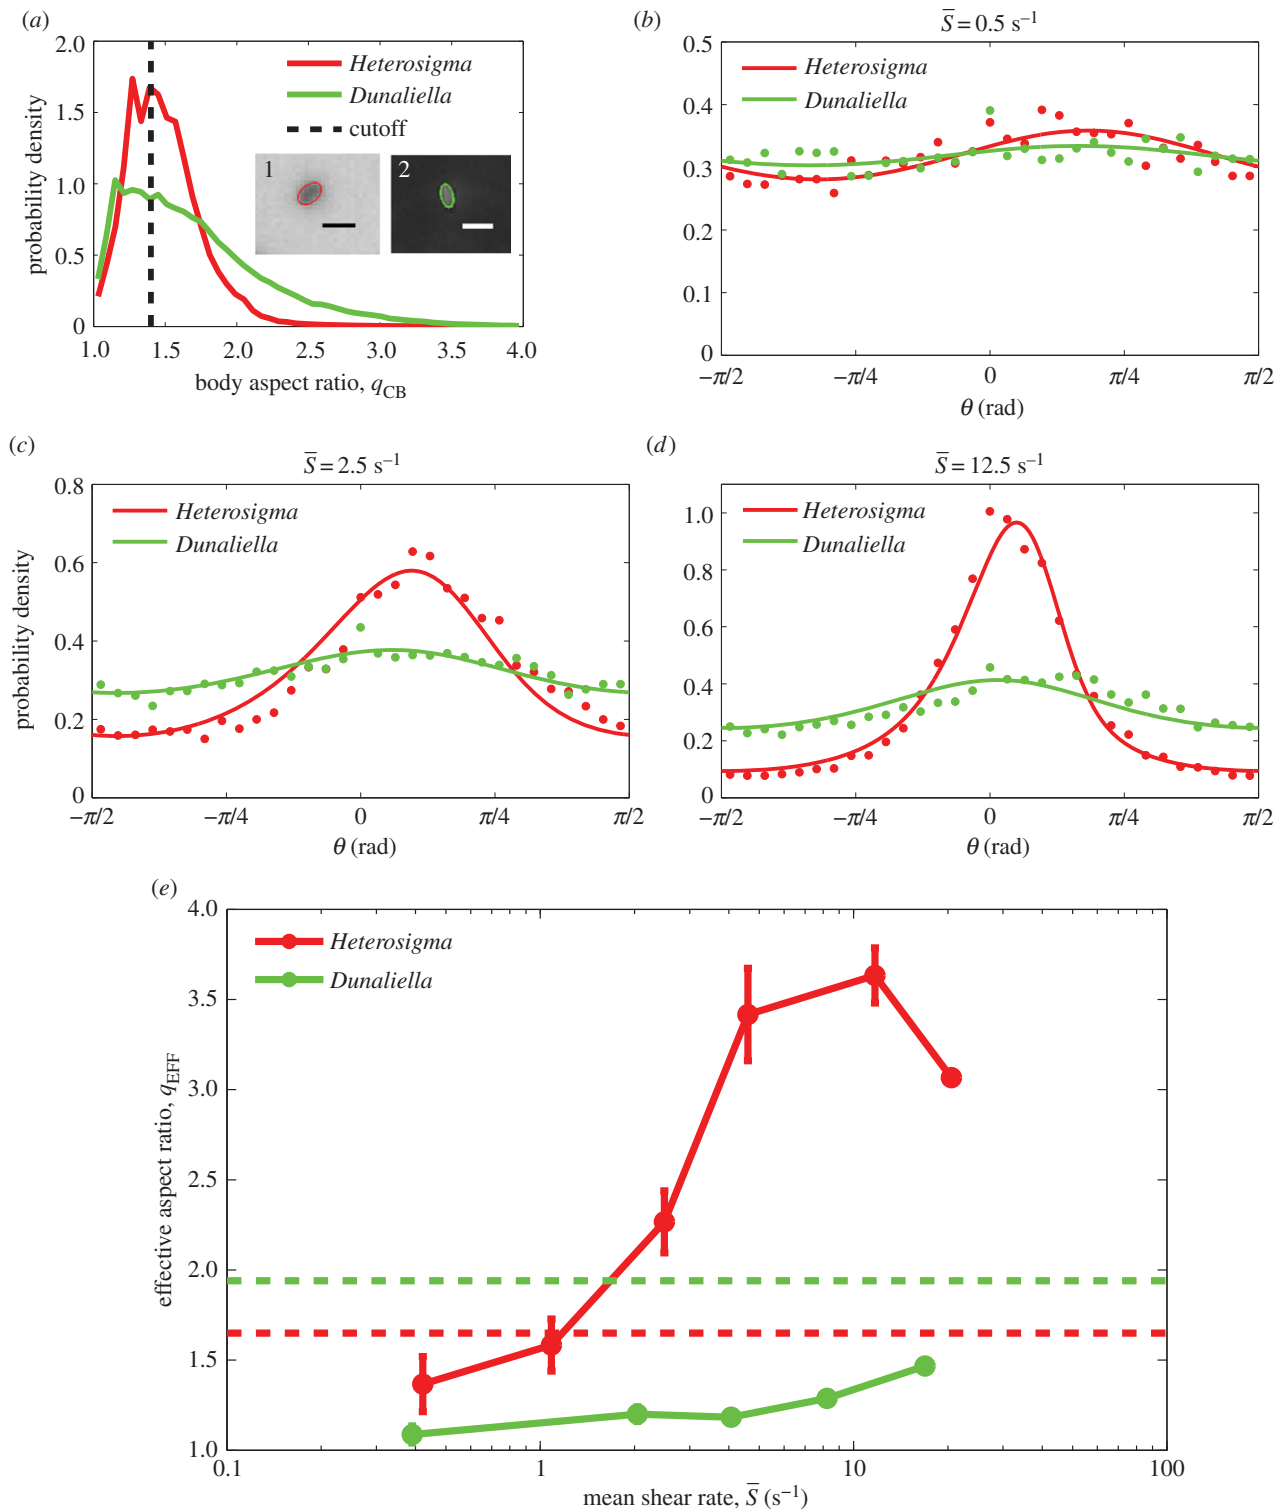 (a)
2.0
1.5
1.0
0.5
0
probability density
Heterosigma
Dunaliella
cutoff
1
2
1.0 1.5 2.0 2.5 3.0 3.5 4.0
body aspect ratio, qCB
(b)
S̅ = 0.5 s⁻¹
0.5
0.4
0.3
0.2
0.1
0
Heterosigma
Dunaliella
−π/2 −π/4 0 π/4 π/2
θ (rad)
(c)
S̅ = 2.5 s⁻¹
0.8
0.6
0.4
0.2
0
probability density
Heterosigma
Dunaliella
−π/2 −π/4 0 π/4 π/2
θ (rad)
(d)
S̅ = 12.5 s⁻¹
1.0
0.8
0.6
0.4
0.2
0
Heterosigma
Dunaliella
−π/2 −π/4 0 π/4 π/2
θ (rad)
(e)
4.0
3.5
3.0
2.5
2.0
1.5
1.0
effective aspect ratio, qEFF
Heterosigma
Dunaliella
0.1 1 10 100
mean shear rate, S̅ (s⁻¹)